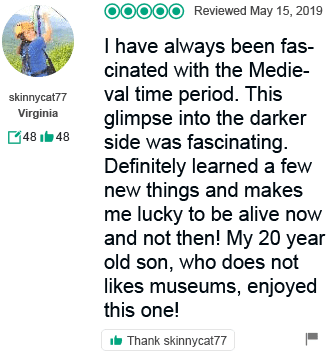 Reviewed May 15, 2019
I have always been fas-
cinated with the Medie-
val time period. This
glimpse into the darker
side was fascinating.
Definitely learned a few
new things and makes
me lucky to be alive now
and not then! My 20 year
old son, who does not
likes museums, enjoyed
this one!
skinnycat77
Virginia
48 48
Thank skinnycat77